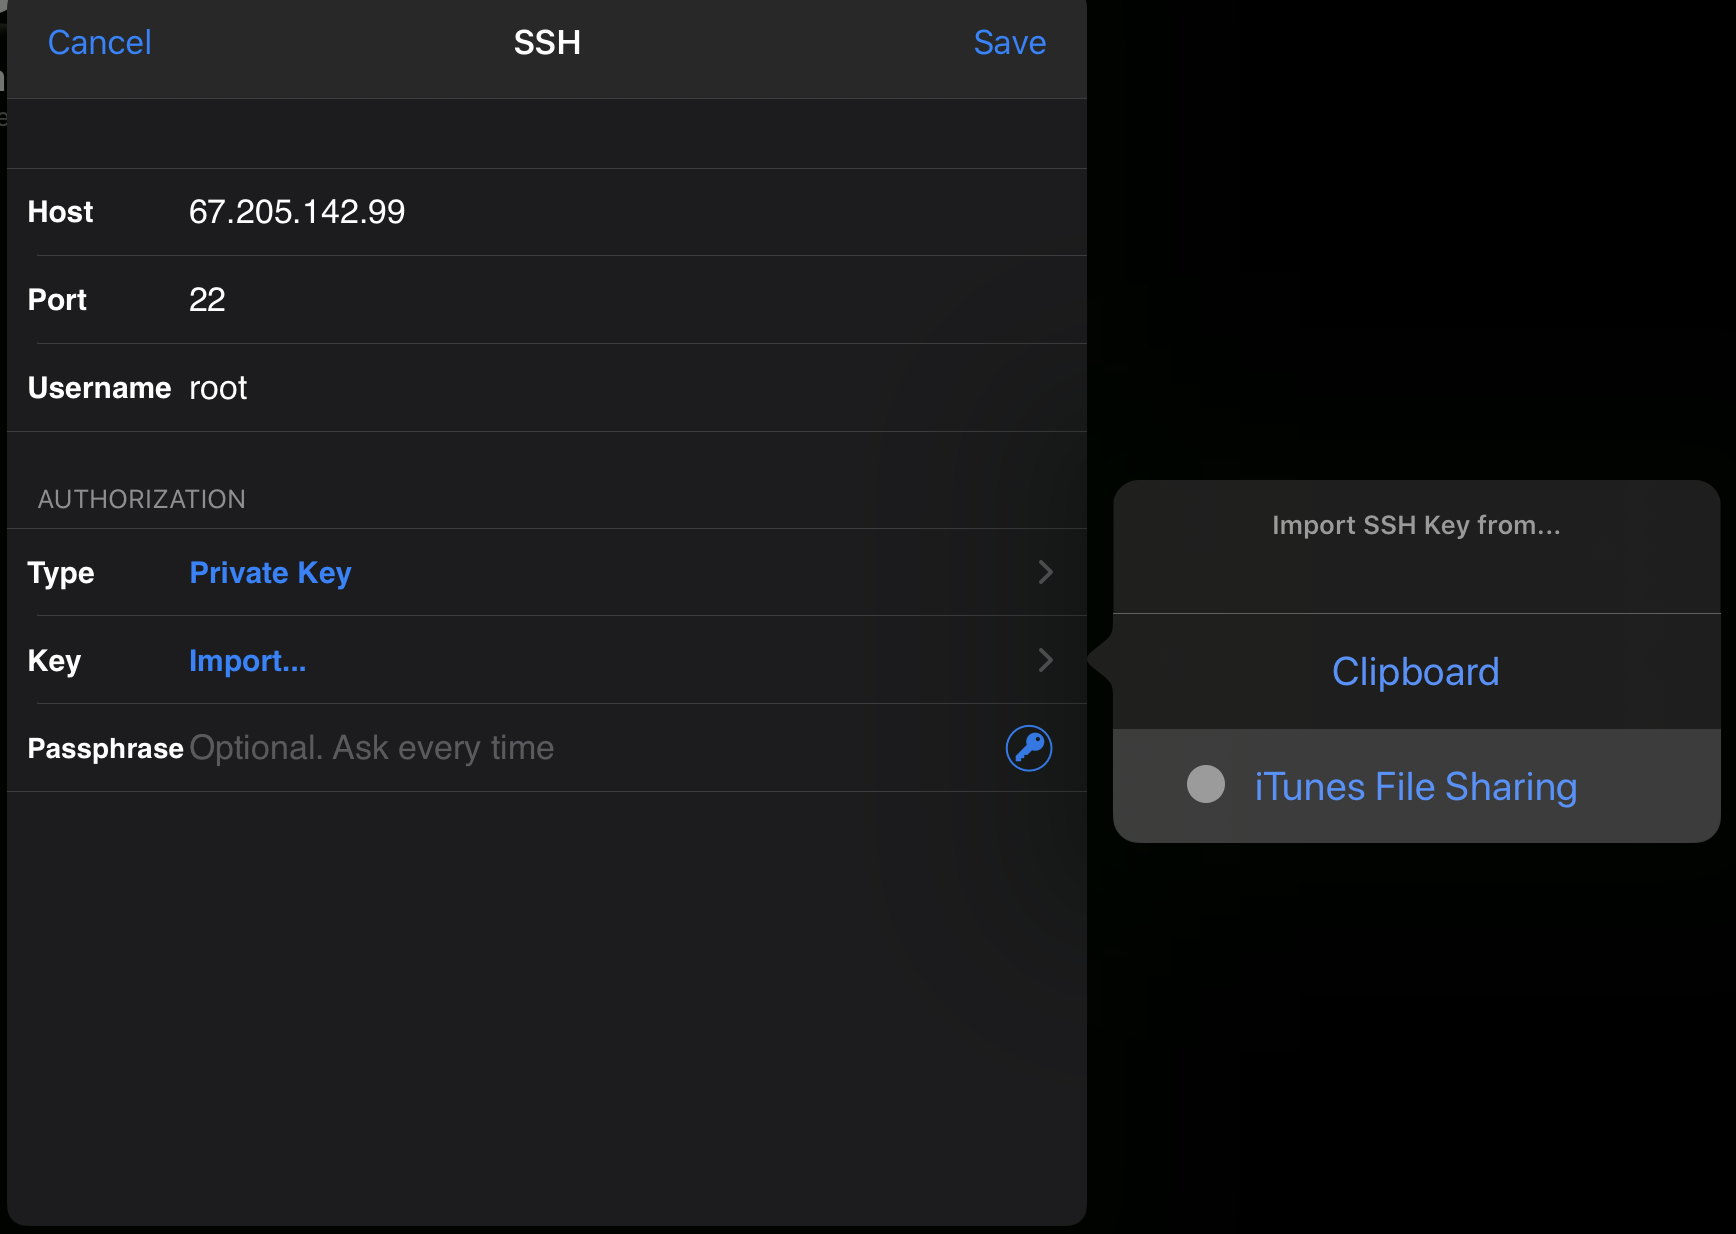 Cancel SSH Save
Host 67.205.142.99
Port 22
Username root
AUTHORIZATION
Type Private Key
Key Import...
Passphrase Optional. Ask every time
Import SSH Key from...
Clipboard
iTunes File Sharing